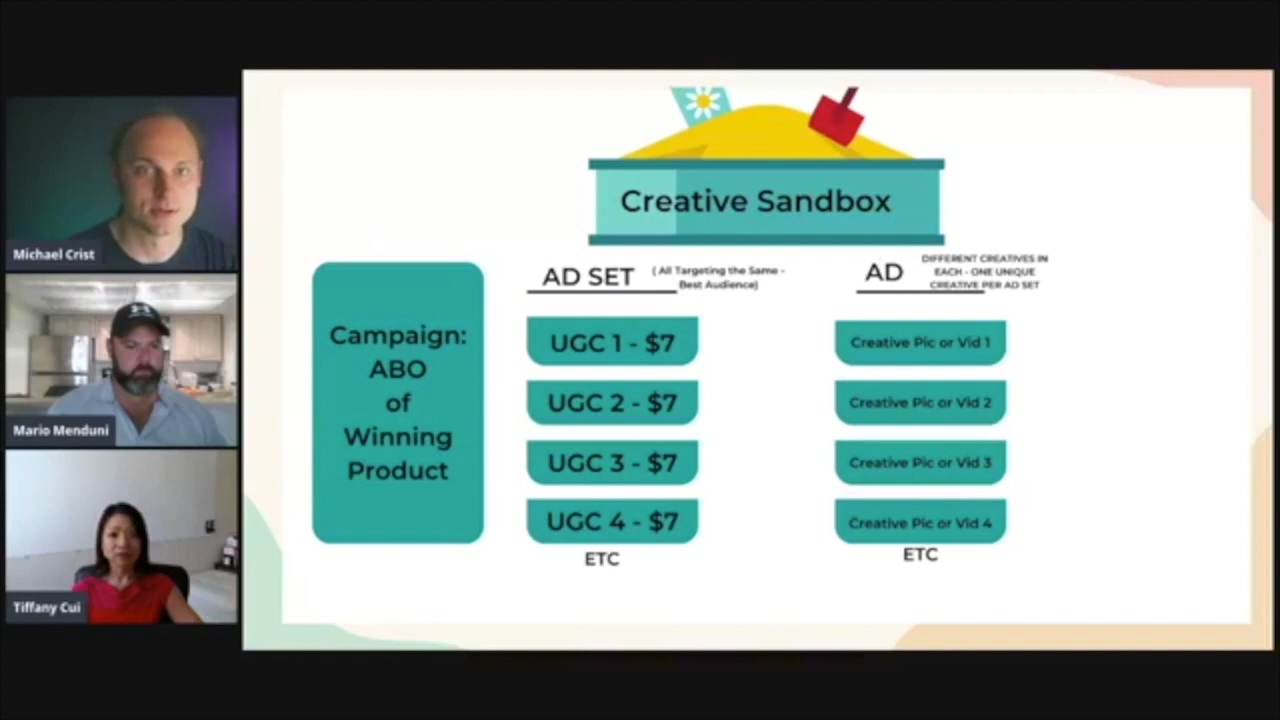 Michael Crist
Mario Menduni
Tiffany Cui
Creative Sandbox
Campaign:
ABO
of
Winning
Product
AD SET
( All Targeting the Same -
Best Audience)
UGC 1 - $7
UGC 2 - $7
UGC 3 - $7
UGC 4 - $7
ETC
AD
DIFFERENT CREATIVES IN
EACH - ONE UNIQUE
CREATIVE PER AD SET
Creative Pic or Vid 1
Creative Pic or Vid 2
Creative Pic or Vid 3
Creative Pic or Vid 4
ETC